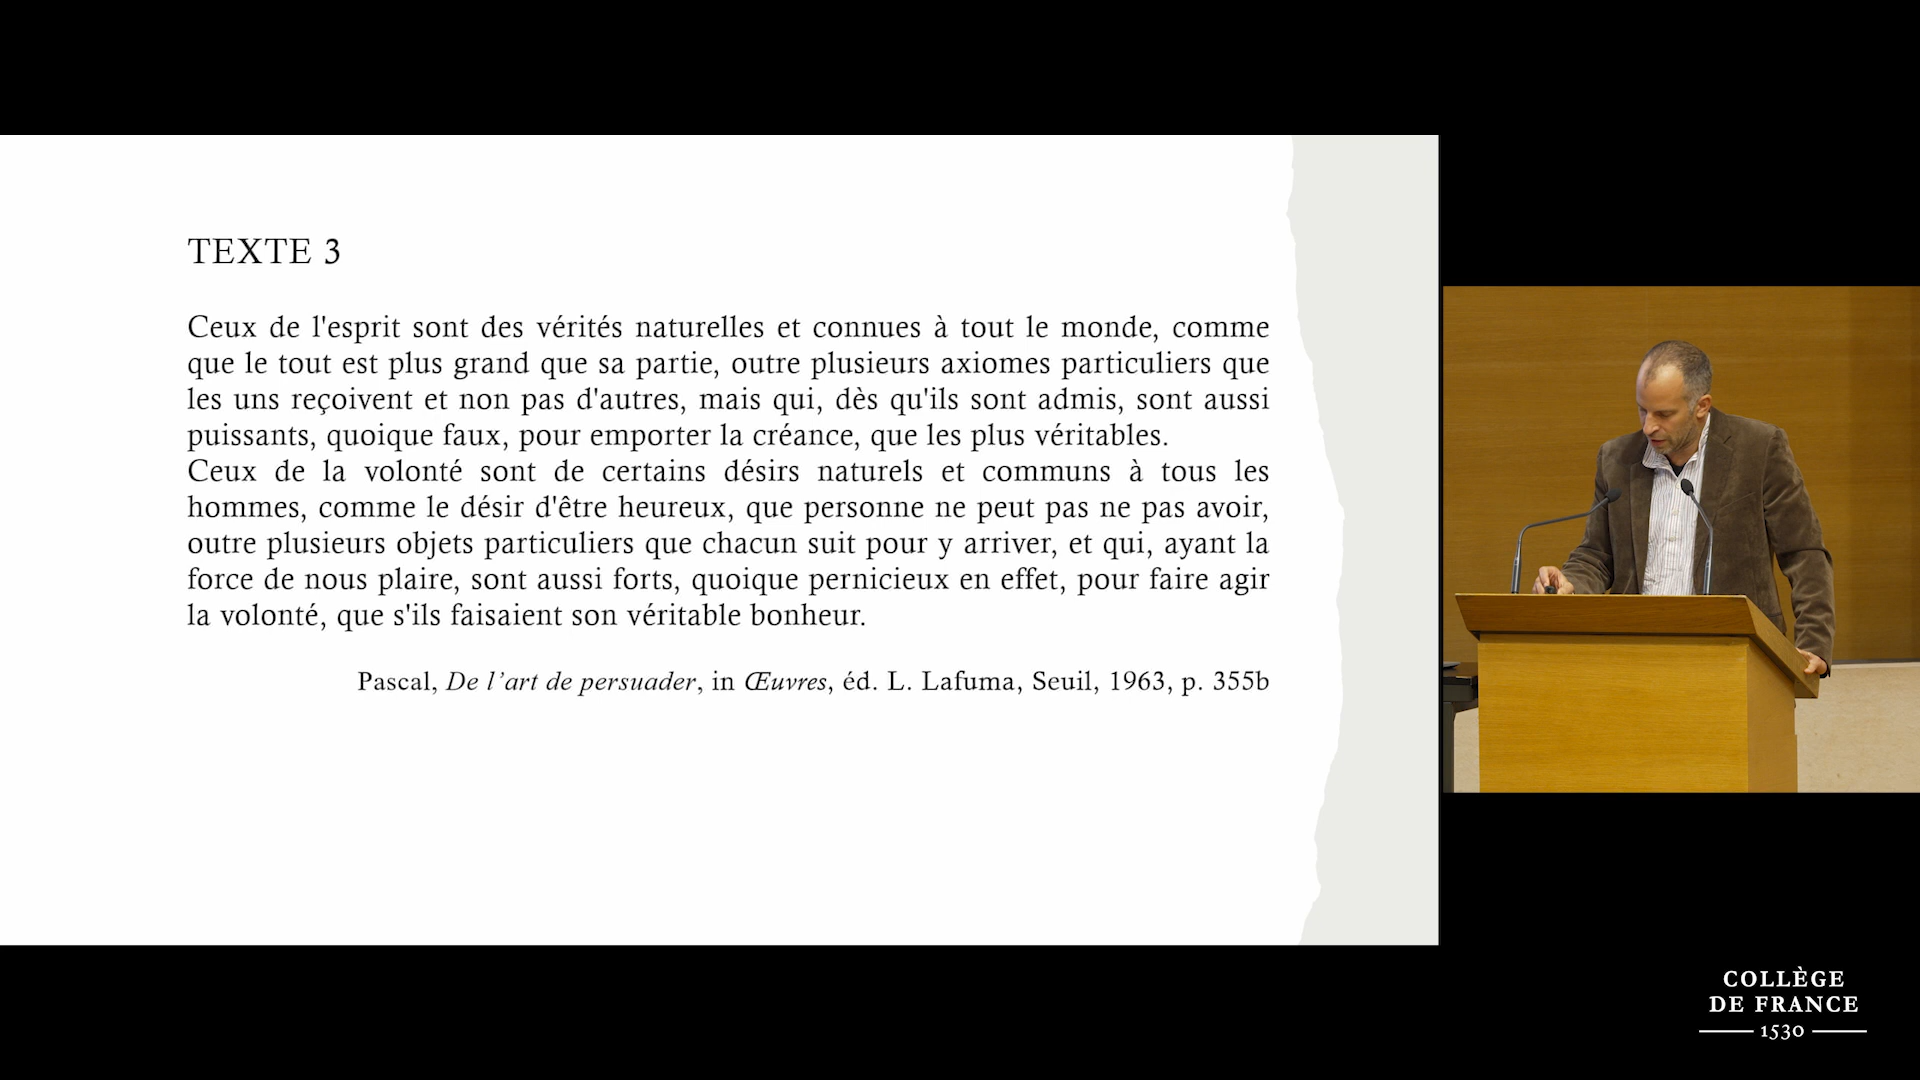 TEXTE 3
Ceux de l'esprit sont des vérités naturelles et connues à tout le monde, comme
que le tout est plus grand que sa partie, outre plusieurs axiomes particuliers que
les uns reçoivent et non pas d'autres, mais qui, dès qu'ils sont admis, sont aussi
puissants, quoique faux, pour emporter la créance, que les plus véritables.
Ceux de la volonté sont de certains désirs naturels et communs à tous les
hommes, comme le désir d'être heureux, que personne ne peut pas ne pas avoir,
outre plusieurs objets particuliers que chacun suit pour y arriver, et qui, ayant la
force de nous plaire, sont aussi forts, quoique pernicieux en effet, pour faire agir
la volonté, que s'ils faisaient son véritable bonheur.
Pascal, De l’art de persuader, in Œuvres, éd. L. Lafuma, Seuil, 1963, p. 355b
COLLÈGE
DE FRANCE
1530